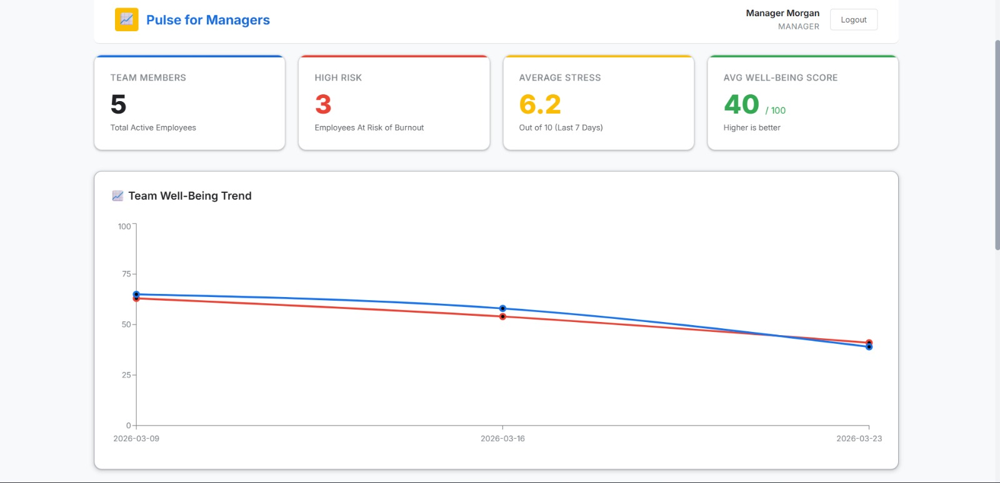 Pulse for Managers
Manager Morgan
MANAGER
Logout
TEAM MEMBERS
5
Total Active Employees
HIGH RISK
3
Employees At Risk of Burnout
AVERAGE STRESS
6.2
Out of 10 (Last 7 Days)
AVG WELL-BEING SCORE
40 / 100
Higher is better
Team Well-Being Trend
100
75
50
25
0
2026-03-09
2026-03-16
2026-03-23